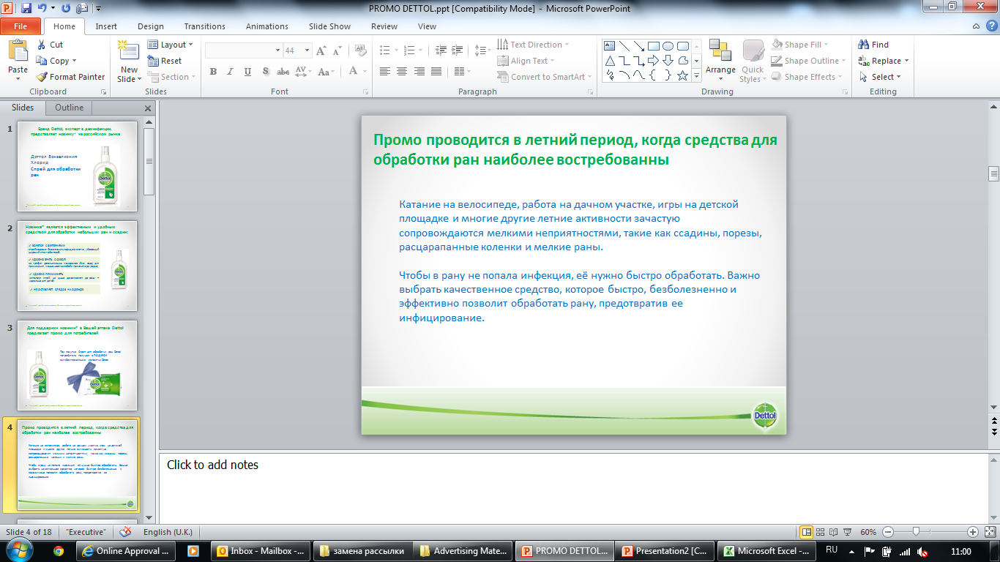 PROMO DETTOL.ppt [Compatibility Mode] - Microsoft PowerPoint
File Home Insert Design Transitions Animations Slide Show Review View
Paste
Cut
Copy
Format Painter
Clipboard
New Slide
Layout
Reset
Section
Slides
44
Font
Text Direction
Align Text
Convert to SmartArt
Paragraph
Arrange
Quick Styles
Shape Fill
Shape Outline
Shape Effects
Drawing
Find
Replace
Select
Editing
Slides Outline
1
Бренд Dettol, эксперт в дезинфекции,
представляет новинку* на российском рынке
Деттол Бензалкония
Хлорид
Спрей для обработки
ран
Dettol
2
Новинка* является эффективным и удобным
средством для обработки небольших ран и ссадин:
3
Для поддержки новинки* в Вашей аптеке Dettol
предлагает промо для потребителей
4
Промо проводится в летний период, когда средства для
обработки ран наиболее востребованны
Промо проводится в летний период, когда средства для
обработки ран наиболее востребованны
Катание на велосипеде, работа на дачном участке, игры на детской
площадке и многие другие летние активности зачастую
сопровождаются мелкими неприятностями, такие как ссадины, порезы,
расцарапанные коленки и мелкие раны.
Чтобы в рану не попала инфекция, её нужно быстро обработать. Важно
выбрать качественное средство, которое быстро, безболезненно и
эффективно позволит обработать рану, предотвратив ее
инфицирование.
Dettol
Click to add notes
Slide 4 of 18 "Executive" English (U.K.) 60%
Online Approval ... Inbox - Mailbox -... замена рассылки Advertising Mate... PROMO DETTOL... Presentation2 [C... Microsoft Excel -... RU 11:00